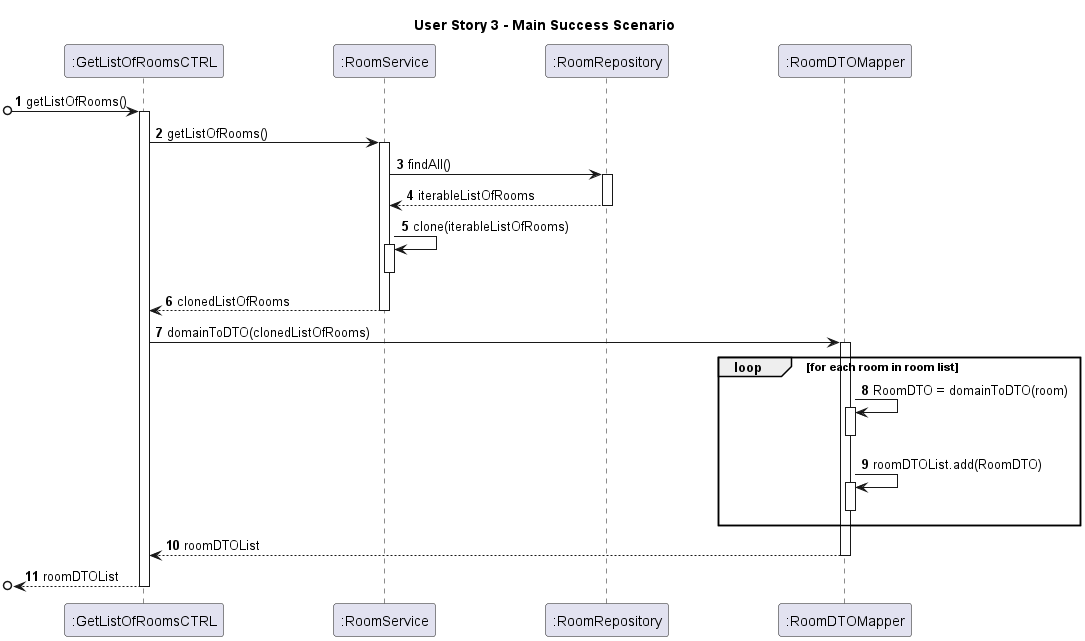 User Story 3 - Main Success Scenario
:GetListOfRoomsCTRL :RoomService :RoomRepository :RoomDTOMapper
1 getListOfRooms()
2 getListOfRooms()
3 findAll()
4 iterableListOfRooms
5 clone(iterableListOfRooms)
6 clonedListOfRooms
7 domainToDTO(clonedListOfRooms)
loop [for each room in room list]
8 RoomDTO = domainToDTO(room)
9 roomDTOList.add(RoomDTO)
10 roomDTOList
11 roomDTOList
:GetListOfRoomsCTRL :RoomService :RoomRepository :RoomDTOMapper